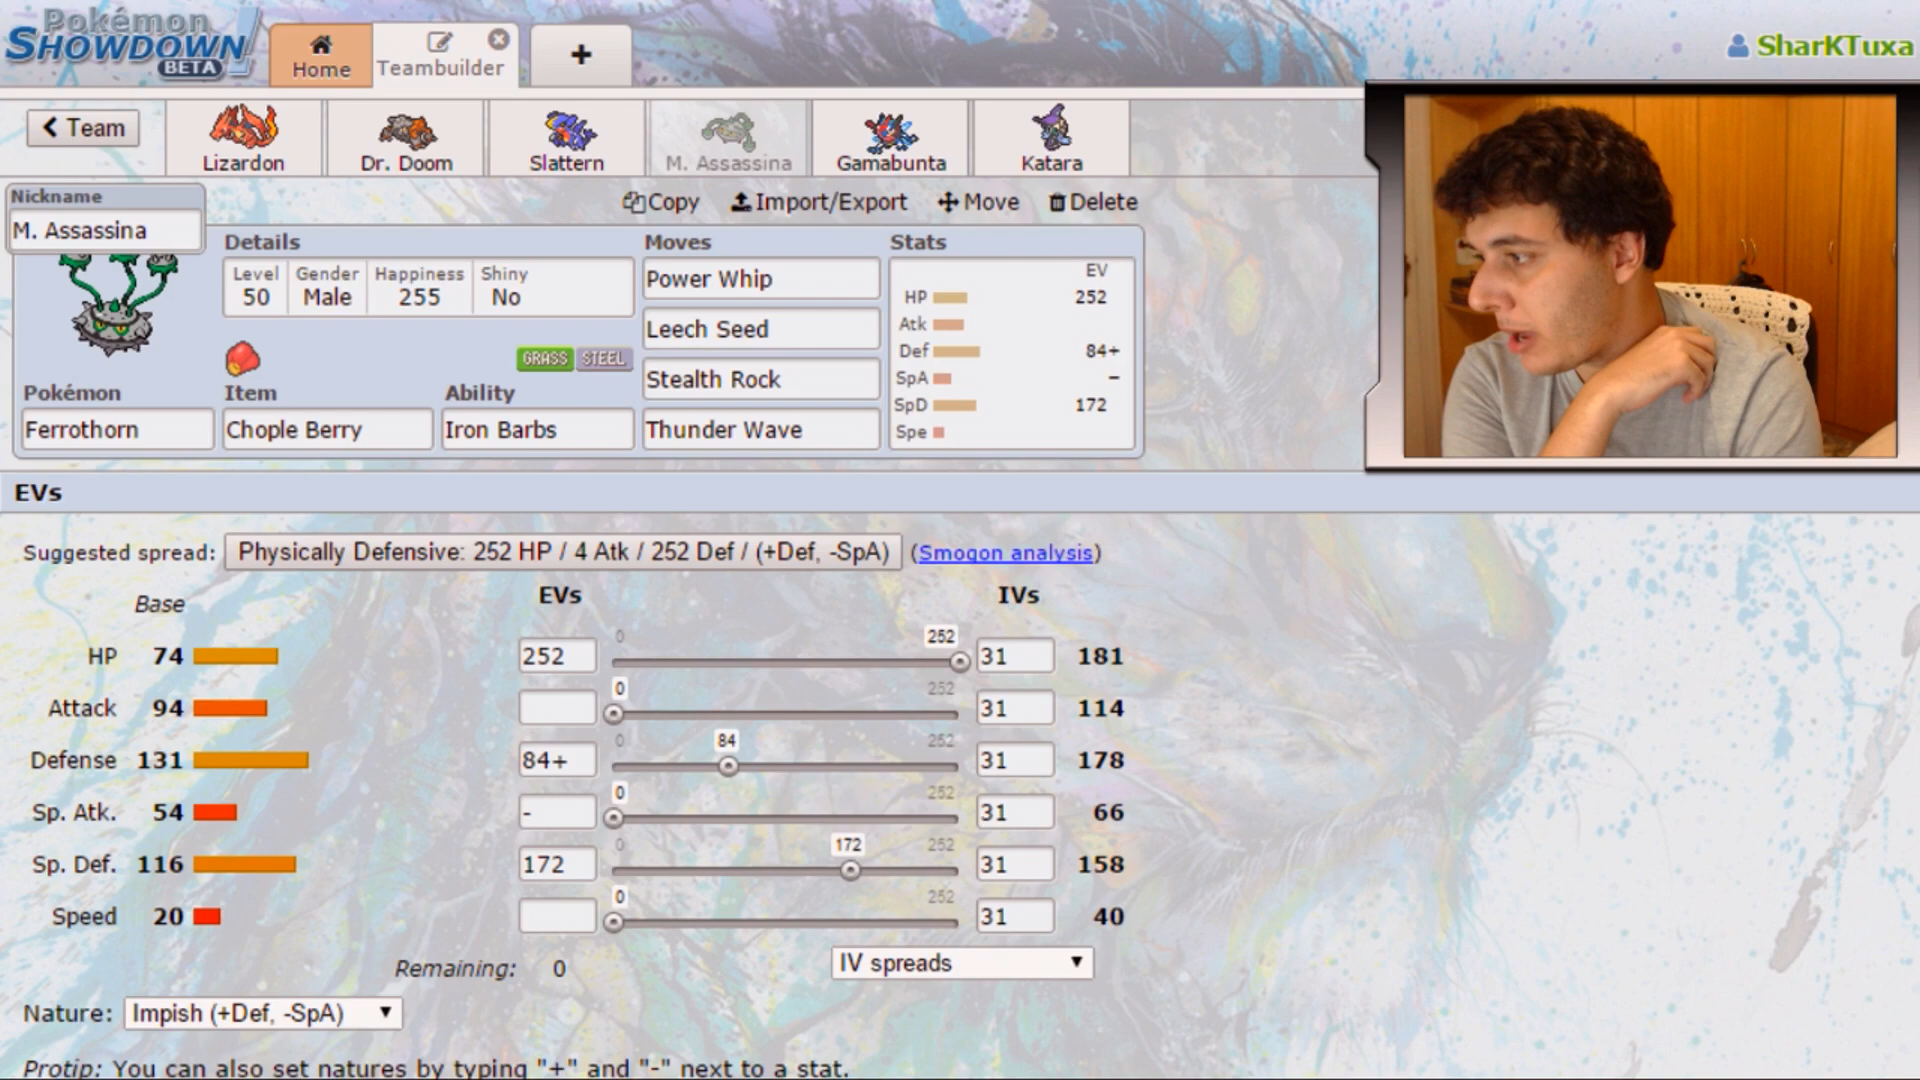 Pokémon
SHOWDOWN!
BETA
Home
Teambuilder
+
SharKTuxa
Team
Lizardon
Dr. Doom
Slattern
M. Assassina
Gamabunta
Katara
Nickname
M. Assassina
Copy Import/Export Move Delete
Details
Level Gender Happiness Shiny
50 Male 255 No
GRASS STEEL
Pokémon Item Ability
Ferrothorn Chople Berry Iron Barbs
Moves
Power Whip
Leech Seed
Stealth Rock
Thunder Wave
Stats
EV
HP 252
Atk
Def 84+
SpA −
SpD 172
Spe
EVs
Suggested spread: Physically Defensive: 252 HP / 4 Atk / 252 Def / (+Def, -SpA) (Smogon analysis)
Base EVs IVs
0 252
HP 74 252 31 181
0 252
Attack 94 31 114
0 84 252
Defense 131 84+ 31 178
0 252
Sp. Atk. 54 - 31 66
0 172 252
Sp. Def. 116 172 31 158
0 252
Speed 20 31 40
Remaining: 0 IV spreads
Nature: Impish (+Def, -SpA)
Protip: You can also set natures by typing "+" and "-" next to a stat.